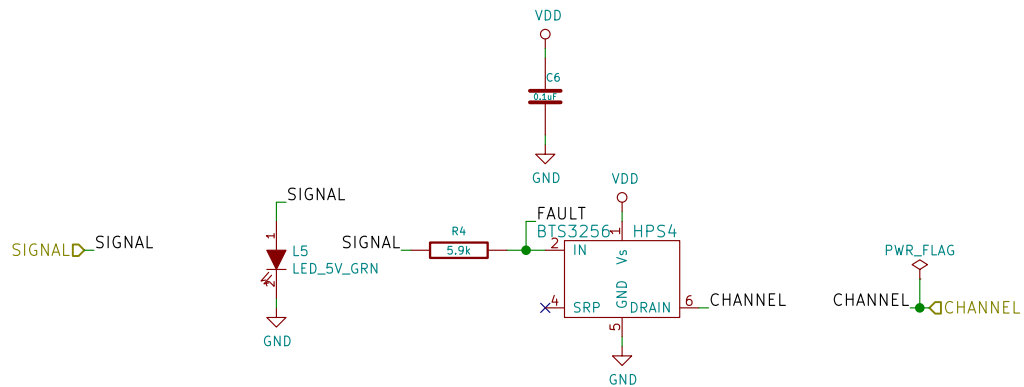 VDD
C6
0.1uF
GND
VDD
SIGNAL
FAULT
BTS3256
HPS4
1
R4
SIGNAL
SIGNAL
1
L5
LED_5V_GRN
2
GND
SIGNAL
5.9k
2
IN
Vs
GND
4
SRP
DRAIN
6
CHANNEL
5
GND
PWR_FLAG
CHANNEL
CHANNEL